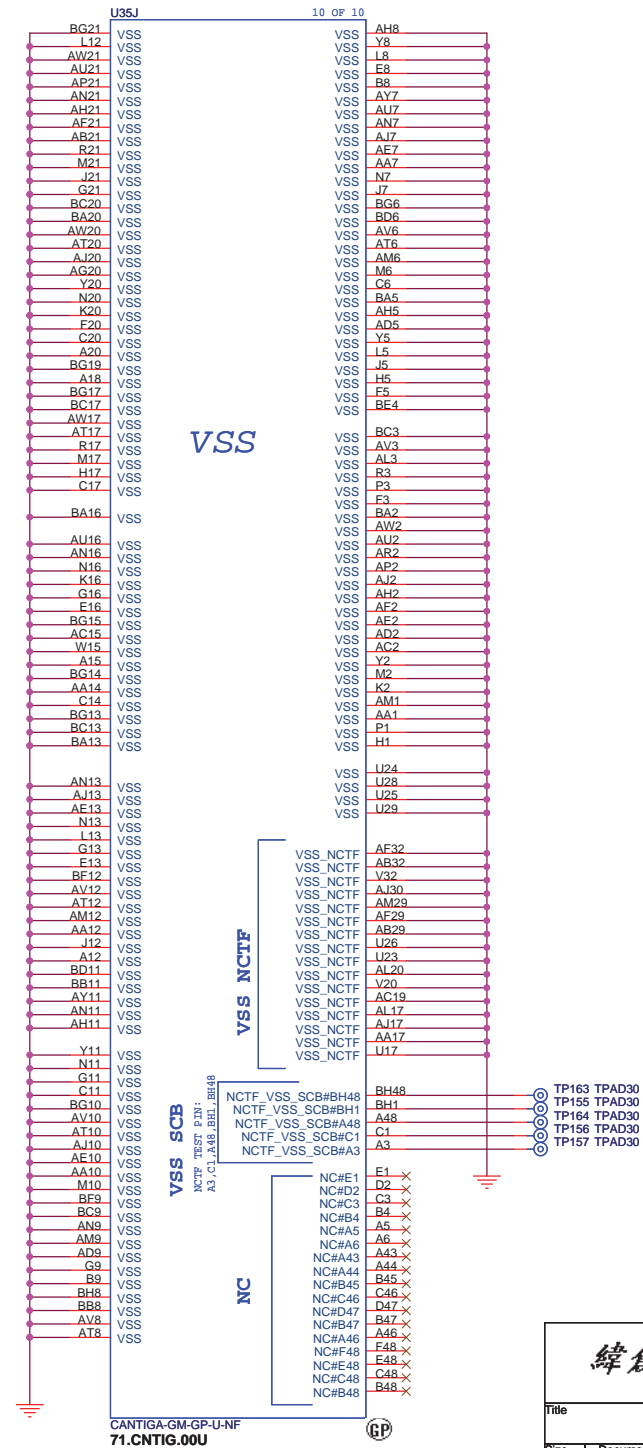 U35J 10 OF 10
BG21 VSS VSS AH8
L12 VSS VSS Y8
AW21 VSS VSS L8
AU21 VSS VSS E8
AP21 VSS VSS B8
AN21 VSS VSS AY7
AH21 VSS VSS AU7
AF21 VSS VSS AN7
AB21 VSS VSS AJ7
R21 VSS VSS AE7
M21 VSS VSS AA7
J21 VSS VSS N7
G21 VSS VSS J7
BC20 VSS VSS BG6
BA20 VSS VSS BD6
AW20 VSS VSS AV6
AT20 VSS VSS AT6
AJ20 VSS VSS AM6
AG20 VSS VSS M6
Y20 VSS VSS C6
N20 VSS VSS BA5
K20 VSS VSS AH5
F20 VSS VSS AD5
C20 VSS VSS Y5
A20 VSS VSS L5
BG19 VSS VSS J5
A18 VSS VSS H5
BG17 VSS VSS F5
BC17 VSS VSS BE4
AW17 VSS
AT17 VSS VSS BC3
R17 VSS VSS AV3
M17 VSS VSS AL3
H17 VSS VSS R3
C17 VSS VSS P3
VSS F3
BA16 VSS VSS BA2
VSS AW2
AU16 VSS VSS AU2
AN16 VSS VSS AR2
N16 VSS VSS AP2
K16 VSS VSS AJ2
G16 VSS VSS AH2
E16 VSS VSS AF2
BG15 VSS VSS AE2
AC15 VSS VSS AD2
W15 VSS VSS AC2
A15 VSS VSS Y2
BG14 VSS VSS M2
AA14 VSS VSS K2
C14 VSS VSS AM1
BG13 VSS VSS AA1
BC13 VSS VSS P1
BA13 VSS VSS H1
VSS
VSS U24
AN13 VSS VSS U28
AJ13 VSS VSS U25
AE13 VSS VSS U29
N13 VSS
L13 VSS
G13 VSS VSS_NCTF AF32
E13 VSS VSS_NCTF AB32
BF12 VSS VSS_NCTF V32
AV12 VSS VSS_NCTF AJ30
AT12 VSS VSS_NCTF AM29
AM12 VSS VSS_NCTF AF29
AA12 VSS VSS_NCTF AB29
J12 VSS VSS_NCTF U26
A12 VSS VSS_NCTF U23
BD11 VSS VSS_NCTF AL20
BB11 VSS VSS_NCTF V20
AY11 VSS VSS_NCTF AC19
AN11 VSS VSS_NCTF AL17
AH11 VSS VSS_NCTF AJ17
VSS_NCTF AA17
Y11 VSS VSS_NCTF U17
VSS NCTF
N11 VSS
G11 VSS
C11 VSS NCTF_VSS_SCB#BH48 BH48 TP163 TPAD30
BG10 VSS NCTF_VSS_SCB#BH1 BH1 TP155 TPAD30
AV10 VSS NCTF_VSS_SCB#A48 A48 TP164 TPAD30
AT10 VSS NCTF_VSS_SCB#C1 C1 TP156 TPAD30
AJ10 VSS NCTF_VSS_SCB#A3 A3 TP157 TPAD30
VSS SCB
NCTF TEST PIN:
A3,C1,A48,BH1,BH48
AE10 VSS
AA10 VSS NC#E1 E1
M10 VSS NC#D2 D2
BF9 VSS NC#C3 C3
BC9 VSS NC#B4 B4
AN9 VSS NC#A5 A5
AM9 VSS NC#A6 A6
AD9 VSS NC#A43 A43
G9 VSS NC#A44 A44
B9 VSS NC#B45 B45
BH8 VSS NC#C46 C46
BB8 VSS NC#D47 D47
AV8 VSS NC#B47 B47
AT8 VSS NC#A46 A46
NC#F48 F48
NC#E48 E48
NC#C48 C48
NC#B48 B48
NC
CANTIGA-GM-GP-U-NF
71.CNTIG.00U
GP
緯創
Title